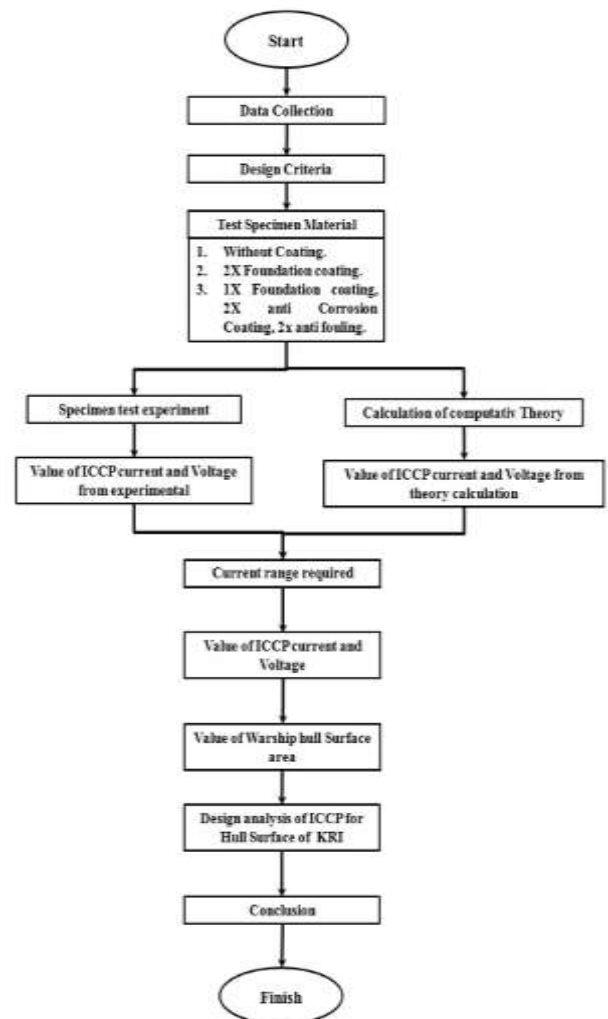 Start
Data Collection
Design Criteria
Test Specimen Material
1. Without Coating.
2. 2X Foundation coating.
3. 1X Foundation coating,
2X anti Corrosion
Coating, 2x anti fouling.
Specimen test experiment
Value of ICCP current and Voltage
from experimental
Calculation of computativ Theory
Value of ICCP current and Voltage from
theory calculation
Current range required
Value of ICCP current and
Voltage
Value of Warship hull Surface
area
Design analysis of ICCP for
Hull Surface of KRI
Conclusion
Finish